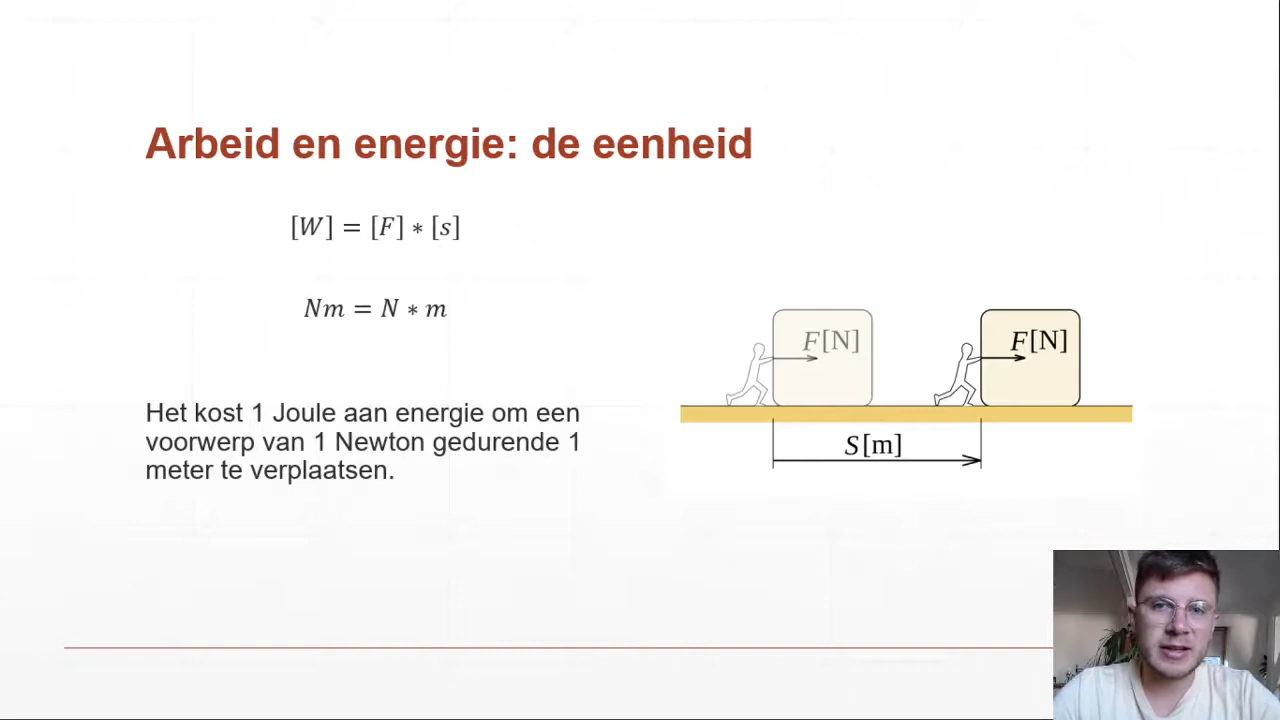 Arbeid en energie: de eenheid
[W] = [F] ∗ [s]
Nm = N ∗ m
Het kost 1 Joule aan energie om een
voorwerp van 1 Newton gedurende 1
meter te verplaatsen.
F[N]
F[N]
S[m]